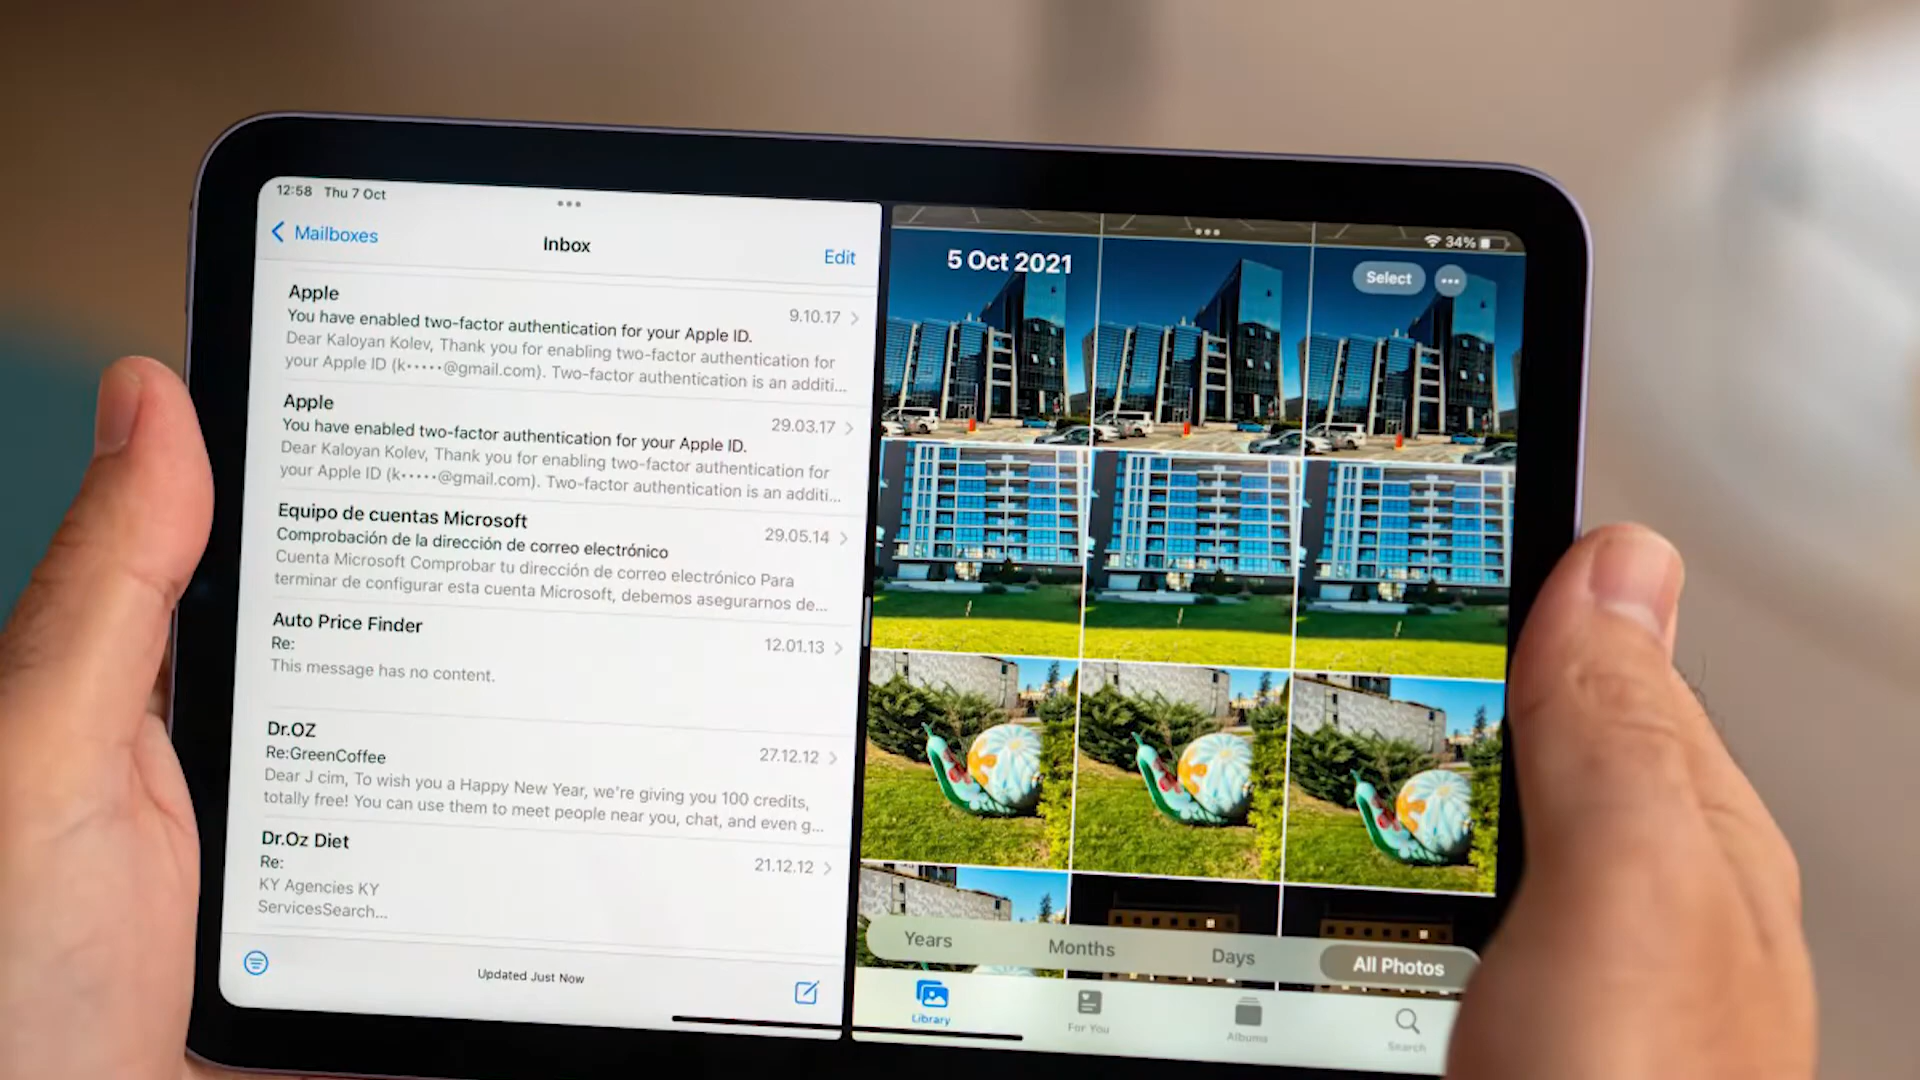 12:58 Thu 7 Oct
Mailboxes
Inbox
Edit
Apple
9.10.17
You have enabled two-factor authentication for your Apple ID.
Dear Kaloyan Kolev, Thank you for enabling two-factor authentication for
your Apple ID (k•••••@gmail.com). Two-factor authentication is an additi...
Apple
29.03.17
You have enabled two-factor authentication for your Apple ID.
Dear Kaloyan Kolev, Thank you for enabling two-factor authentication for
your Apple ID (k•••••@gmail.com). Two-factor authentication is an additi...
Equipo de cuentas Microsoft
29.05.14
Comprobación de la dirección de correo electrónico
Cuenta Microsoft Comprobar tu dirección de correo electrónico Para
terminar de configurar esta cuenta Microsoft, debemos asegurarnos de...
Auto Price Finder
12.01.13
Re:
This message has no content.
Dr.OZ
27.12.12
Re:GreenCoffee
Dear J cim, To wish you a Happy New Year, we're giving you 100 credits,
totally free! You can use them to meet people near you, chat, and even g...
Dr.Oz Diet
21.12.12
Re:
KY Agencies KY
ServicesSearch...
Updated Just Now
34%
5 Oct 2021
Select
Years Months Days All Photos
Library For You Albums Search